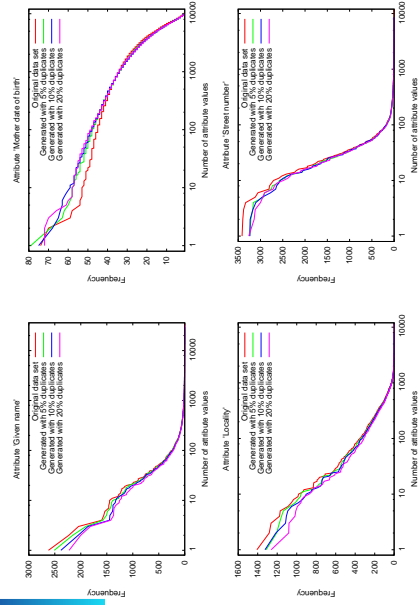 Attribute 'Given name'
Original data set
Generated with 5% duplicates
Generated with 10% duplicates
Generated with 20% duplicates
3000
2500
2000
1500
1000
500
0
Frequency
1
10
100
1000
10000
Number of attribute values
Attribute 'Mother date of birth'
Original data set
Generated with 5% duplicates
Generated with 10% duplicates
Generated with 20% duplicates
80
70
60
50
40
30
20
10
0
Frequency
1
10
100
1000
10000
Number of attribute values
Attribute 'Locality'
Original data set
Generated with 5% duplicates
Generated with 10% duplicates
Generated with 20% duplicates
1600
1400
1200
1000
800
600
400
200
0
Frequency
1
10
100
1000
10000
Number of attribute values
Attribute 'Street number'
Original data set
Generated with 5% duplicates
Generated with 10% duplicates
Generated with 20% duplicates
3500
3000
2500
2000
1500
1000
500
0
Frequency
1
10
100
1000
10000
Number of attribute values